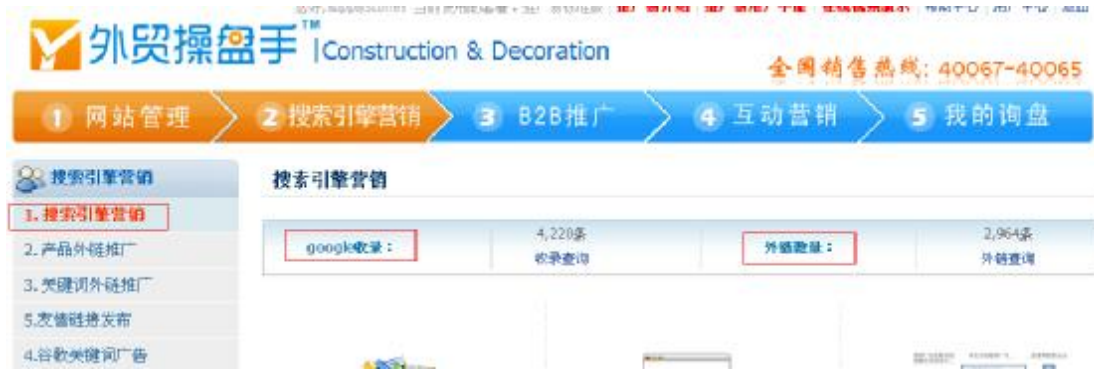 外贸操盘手™|Construction & Decoration
全国销售热线: 40067-40065
1 网站管理 2 搜索引擎营销 3 B2B推广 4 互动营销 5 我的询盘
搜索引擎营销
搜索引擎营销
1.搜索引擎营销
google收录：
4,220条
收录查询
外链数量：
2,964条
外链查询
2.产品外链推广
3.关键词外链推广
5.友情链接发布
4.谷歌关键词广告